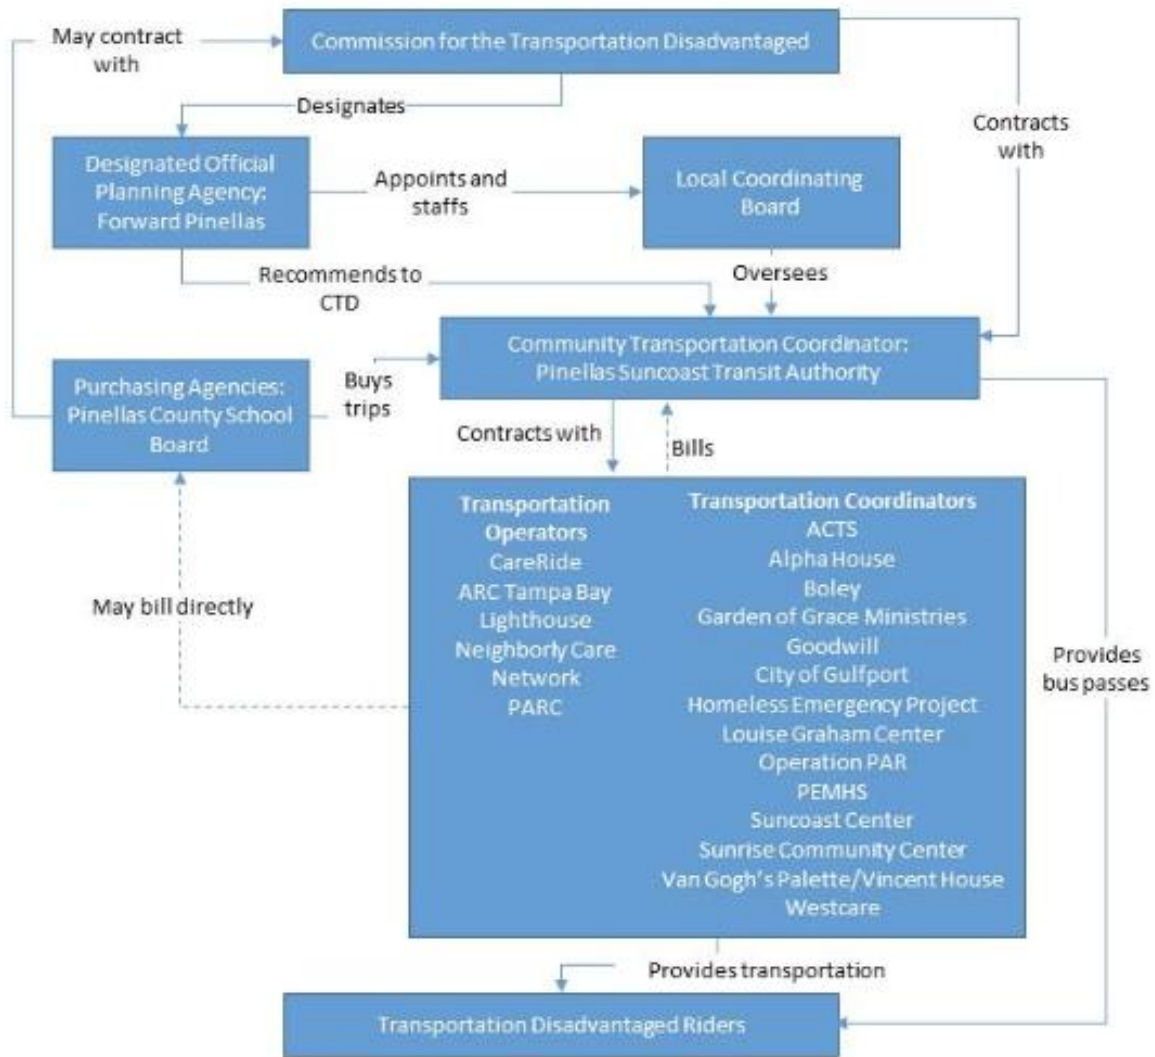 May contract
with
Commission for the Transportation Disadvantaged
Designates
Contracts
with
Designated Official
Planning Agency:
Forward Pinellas
Appoints and
staffs
Local Coordinating
Board
Recommends to
CTD
Oversees
Community Transportation Coordinator:
Pinellas Suncoast Transit Authority
Purchasing Agencies:
Pinellas County School
Board
Buys
trips
Contracts with
Bills
Transportation
Operators
CareRide
ARC Tampa Bay
Lighthouse
Neighborly Care
Network
PARC
Transportation Coordinators
ACTS
Alpha House
Boley
Garden of Grace Ministries
Goodwill
City of Gulfport
Homeless Emergency Project
Louise Graham Center
Operation PAR
PEMHS
Suncoast Center
Sunrise Community Center
Van Gogh's Palette/Vincent House
Westcare
May bill directly
Provides
bus passes
Provides transportation
Transportation Disadvantaged Riders